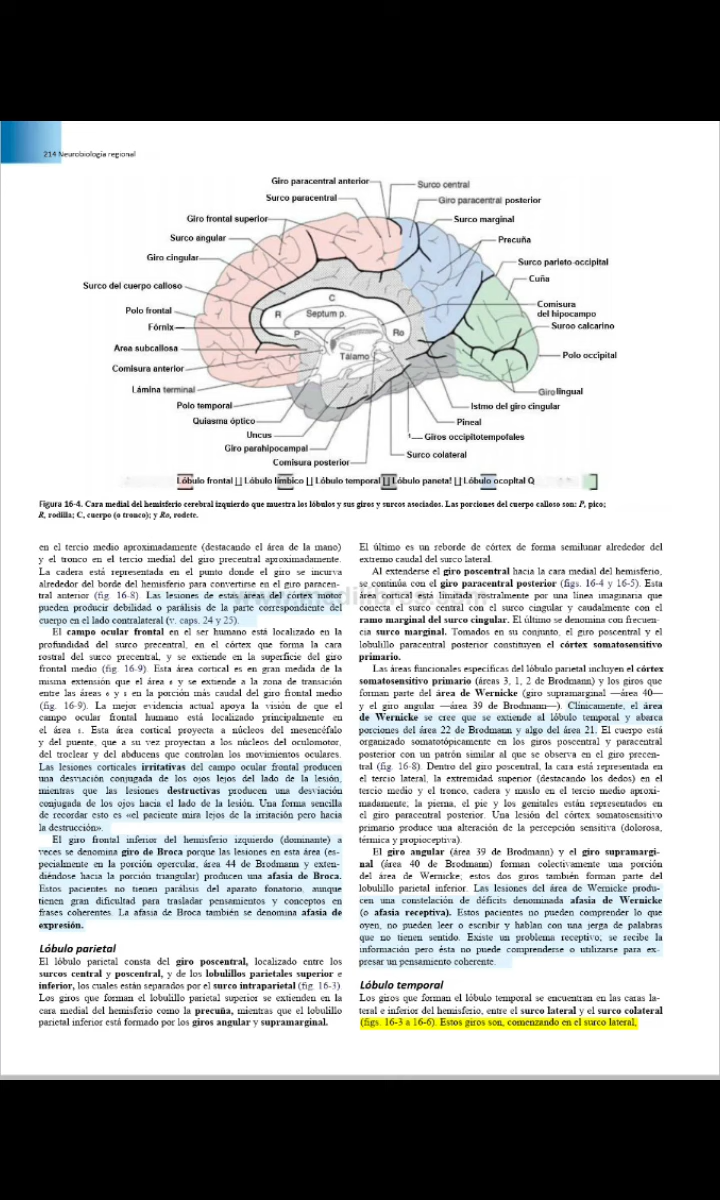 214 Neurobiología regional
Giro paracentral anterior
Surco central
Surco paracentral
Giro paracentral posterior
Giro frontal superior
Surco marginal
Surco angular
Precuña
Giro cingular
Surco parieto-occipital
Cuña
Surco del cuerpo calloso
Comisura
del hipocampo
Polo frontal
Surco calcarino
Fórnix
Area subcallosa
Polo occipital
Comisura anterior
Lámina terminal
Giro lingual
Polo temporal
Istmo del giro cingular
Quiasma óptico
Pineal
Uncus
Giros occipitotempofales
Giro parahipocampal
Surco colateral
Comisura posterior
C
R
Septum p.
P
Ro
Talamo
Lóbulo frontal ⨆ Lóbulo límbico ⨆ Lóbulo temporal ⨆ Lóbulo paneta! ⨆ Lóbulo ocopltal Q
Figura 16-4. Cara medial del hemisferio cerebral izquierdo que muestra los lóbulos y sus giros y surcos asociados. Las porciones del cuerpo calloso son: P, pico;
R, rodilla; C, cuerpo (o tronco); y Ro, rodete.
en el tercio medio aproximadamente (destacando el área de la mano)
y el tronco en el tercio medial del giro precentral aproximadamente.
La cadera está representada en el punto donde el giro se incurva
alrededor del borde del hemisferio para convertirse en el giro paracen-
tral anterior (fig 16-8) Las lesiones de estas áreas del córtex motor
pueden producir debilidad o parálisis de la parte correspondiente del
cuerpo en el lado contralateral (v. caps. 24 y 25).
El campo ocular frontal en el ser humano está localizado en la
profundidad del surco precentral, en el córtex que forma la cara
rostral del surco precentral, y se extiende en la superficie del giro
frontal medio (fig. 16-9). Esta área cortical es en gran medida de la
misma extensión que el área 8 y se extiende a la zona de transición
entre las áreas 6 y 8 en la porción más caudal del giro frontal medio
(fig. 16-9). La mejor evidencia actual apoya la visión de que el
campo ocular frontal humano está localizado principalmente en
el área 8. Esta área cortical proyecta a núcleos del mesencéfalo
y del puente, que a su vez proyectan a los núcleos del oculomotor,
del troclear y del abducens que controlan los movimientos oculares.
Las lesiones corticales irritativas del campo ocular frontal producen
una desviación conjugada de los ojos lejos del lado de la lesión,
mientras que las lesiones destructivas producen una desviación
conjugada de los ojos hacia el lado de la lesión. Una forma sencilla
de recordar esto es «el paciente mira lejos de la irritación pero hacia
la destrucción».
El giro frontal inferior del hemisferio izquierdo (dominante) a
veces se denomina giro de Broca porque las lesiones en esta área (es-
pecialmente en la porción opercular, área 44 de Brodmann y exten-
diéndose hacia la porción triangular) producen una afasia de Broca.
Estos pacientes no tienen parálisis del aparato fonatorio, aunque
tienen gran dificultad para trasladar pensamientos y conceptos en
frases coherentes. La afasia de Broca también se denomina afasia de
expresión.
Lóbulo parietal
El lóbulo parietal consta del giro poscentral, localizado entre los
surcos central y poscentral, y de los lobulillos parietales superior e
inferior, los cuales están separados por el surco intraparietal (fig. 16-3)
Los giros que forman el lobulillo parietal superior se extienden en la
cara medial del hemisferio como la precuña, mientras que el lobulillo
parietal inferior está formado por los giros angular y supramarginal.
El último es un reborde de córtex de forma semilunar alrededor del
extremo caudal del surco lateral.
Al extenderse el giro poscentral hacia la cara medial del hemisferio,
se continúa con el giro paracentral posterior (figs. 16-4 y 16-5). Esta
área cortical está limitada rostralmente por una línea imaginaria que
conecta el surco central con el surco cingular y caudalmente con el
ramo marginal del surco cingular. El último se denomina con frecuen-
cia surco marginal. Tomados en su conjunto, el giro poscentral y el
lobulillo paracentral posterior constituyen el córtex somatosensitivo
primario.
Las áreas funcionales específicas del lóbulo parietal incluyen el córtex
somatosensitivo primario (áreas 3, 1, 2 de Brodmann) y los giros que
forman parte del área de Wernicke (giro supramarginal —área 40—
y el giro angular —área 39 de Brodmann—). Clínicamente, el área
de Wernicke se cree que se extiende al lóbulo temporal y abarca
porciones del área 22 de Brodmann y algo del área 21. El cuerpo está
organizado somatotópicamente en los giros poscentral y paracentral
posterior con un patrón similar al que se observa en el giro precen-
tral (fig. 16-8). Dentro del giro poscentral, la cara está representada en
el tercio lateral, la extremidad superior (destacando los dedos) en el
tercio medio y el tronco, cadera y muslo en el tercio medio aproxi-
madamente, la pierna, el pie y los genitales están representados en
el giro paracentral posterior. Una lesión del córtex somatosensitivo
primario produce una alteración de la percepción sensitiva (dolorosa,
térmica y propioceptiva).
El giro angular (área 39 de Brodmann) y el giro supramargi-
nal (área 40 de Brodmann) forman colectivamente una porción
del área de Wernicke; estos dos giros también forman parte del
lobulillo parietal inferior. Las lesiones del área de Wernicke produ-
cen una constelación de déficits denominada afasia de Wernicke
(o afasia receptiva). Estos pacientes no pueden comprender lo que
oyen, no pueden leer o escribir y hablan con una jerga de palabras
que no tienen sentido. Existe un problema receptivo; se recibe la
información pero ésta no puede comprenderse o utilizarse para ex-
presar un pensamiento coherente.
Lóbulo temporal
Los giros que forman el lóbulo temporal se encuentran en las caras la-
teral e inferior del hemisferio, entre el surco lateral y el surco colateral
(figs. 16-3 a 16-6). Estos giros son, comenzando en el surco lateral,